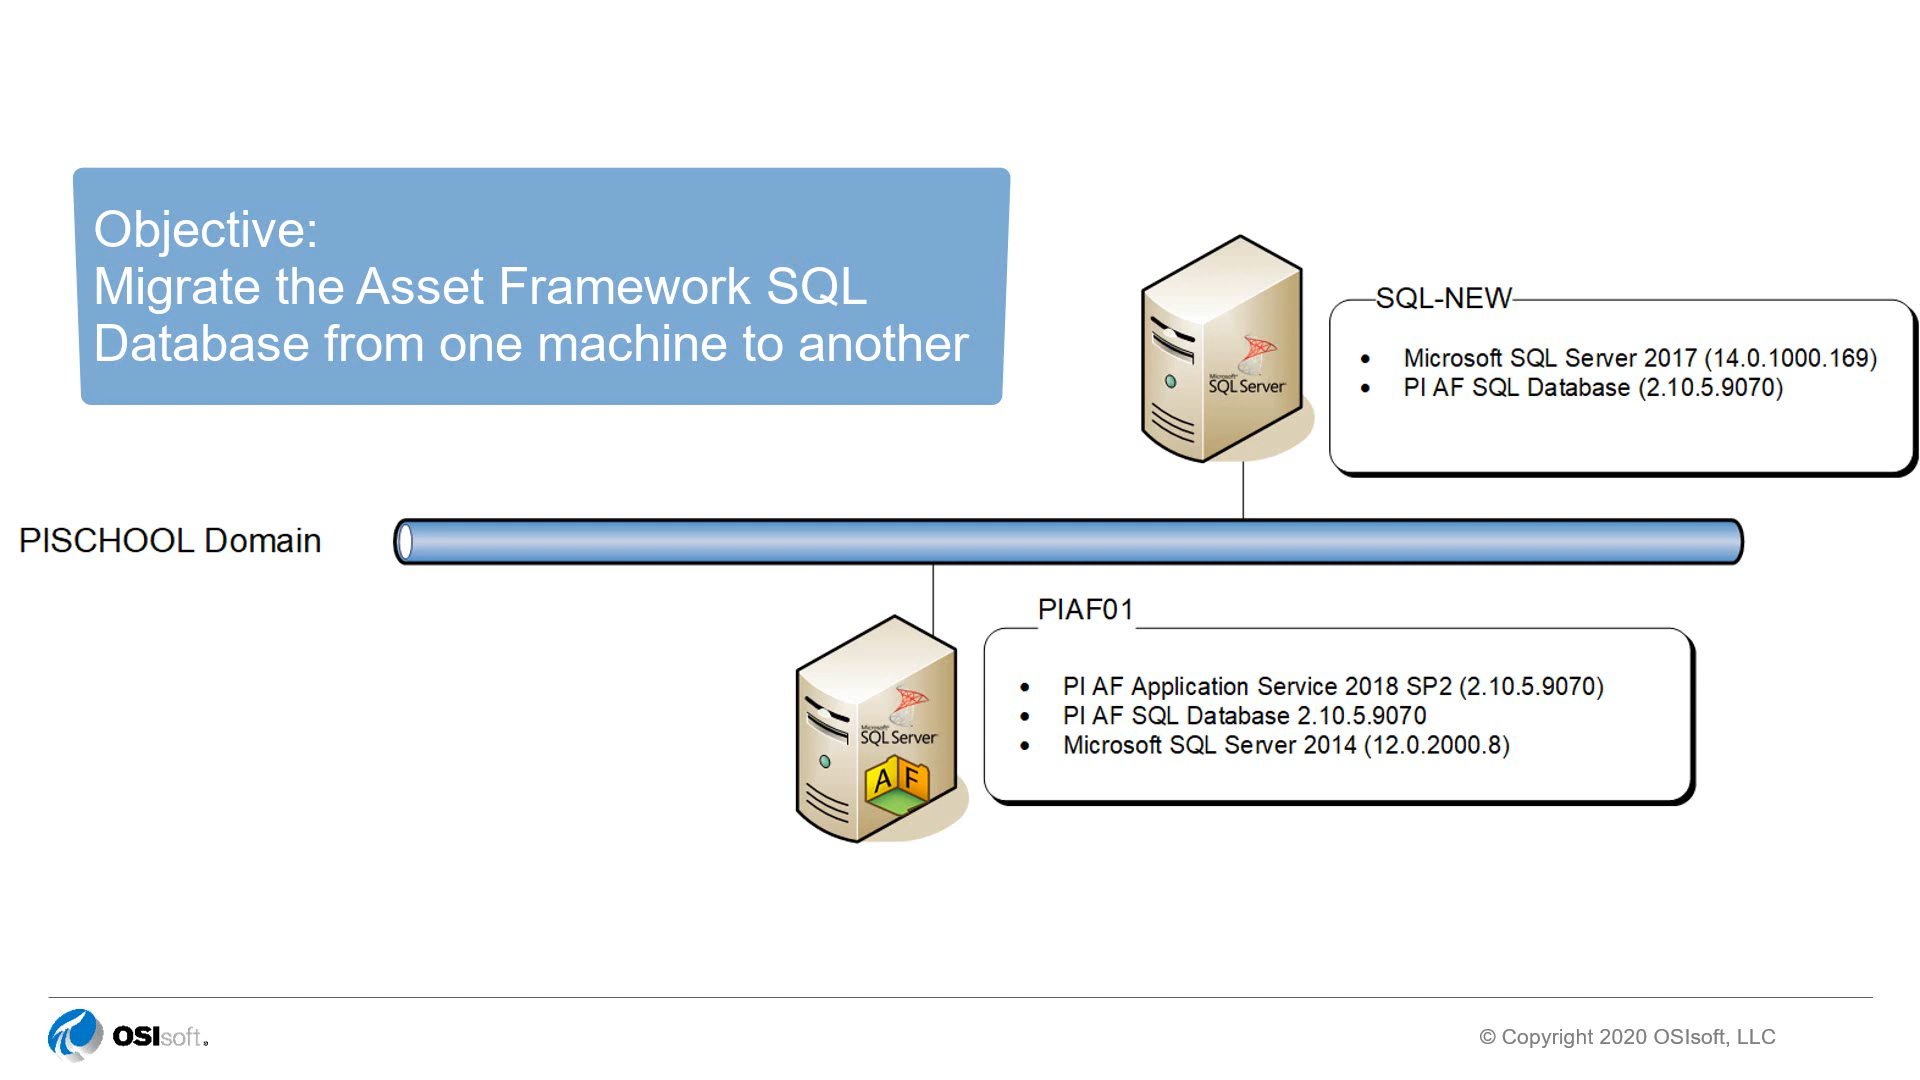 Objective:
Migrate the Asset Framework SQL
Database from one machine to another
SQL-NEW
• Microsoft SQL Server 2017 (14.0.1000.169)
• PI AF SQL Database (2.10.5.9070)
Microsoft
SQL Server
PISCHOOL Domain
PIAF01
• PI AF Application Service 2018 SP2 (2.10.5.9070)
• PI AF SQL Database 2.10.5.9070
• Microsoft SQL Server 2014 (12.0.2000.8)
Microsoft
SQL Server
A F
OSIsoft®
© Copyright 2020 OSIsoft, LLC